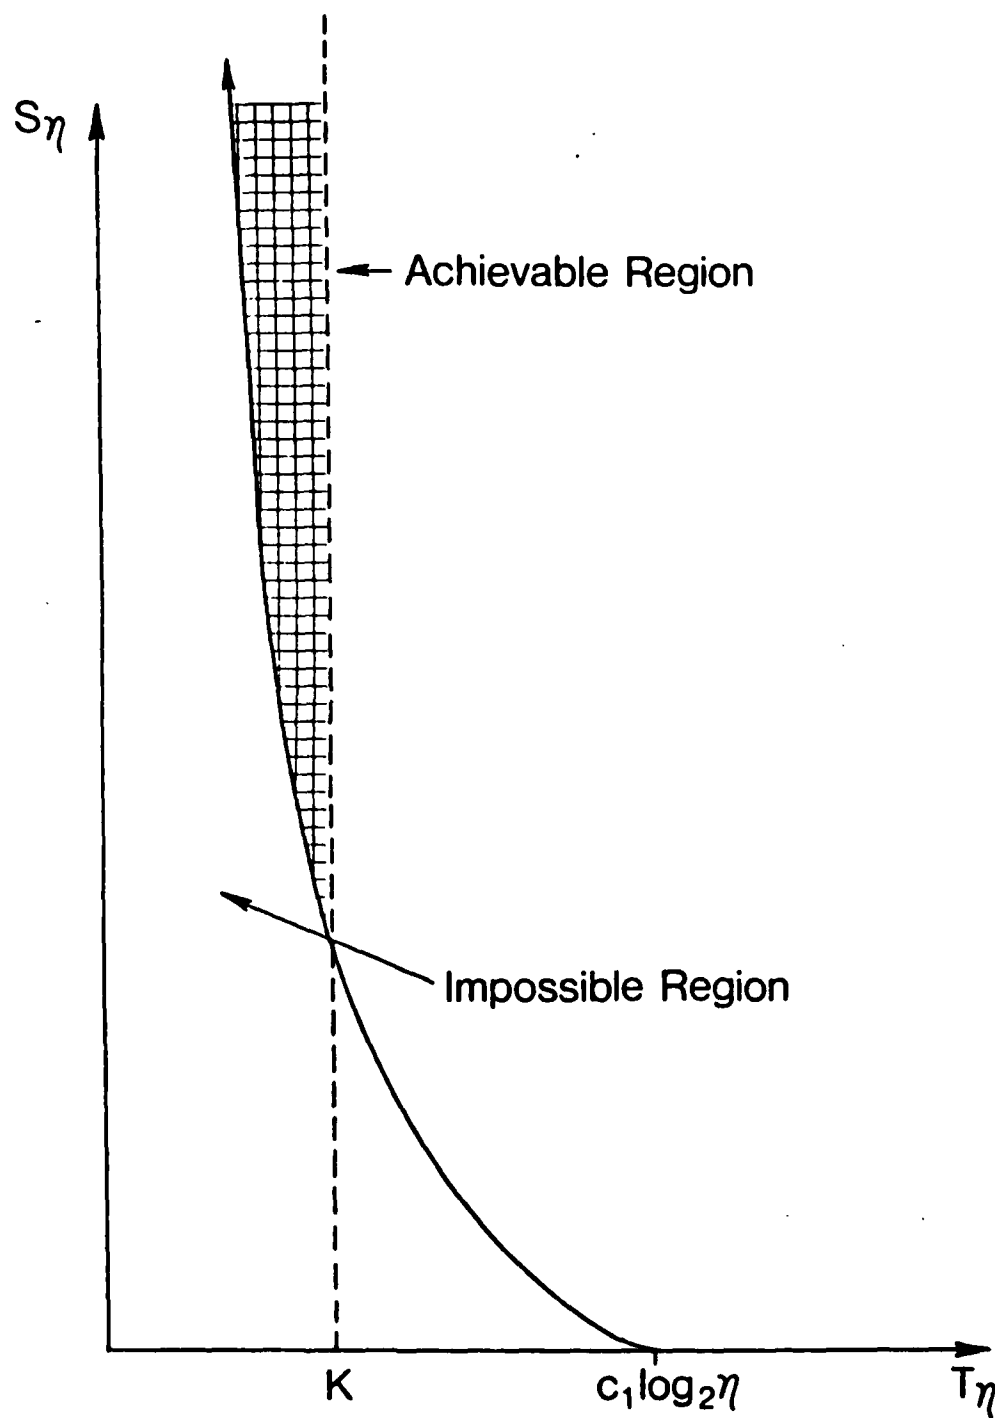 Sη
Achievable Region
Impossible Region
K
c₁log₂η
Tη